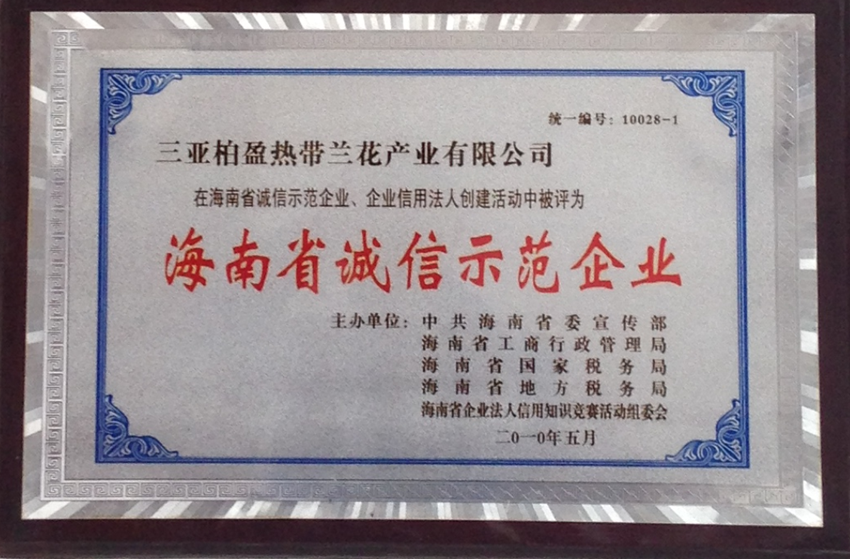 统一编号：10028-1
三亚柏盈热带兰花产业有限公司
在海南省诚信示范企业、企业信用法人创建活动中被评为
海南省诚信示范企业
主办单位：中共海南省委宣传部
海南省工商行政管理局
海南省国家税务局
海南省地方税务局
海南省企业法人信用知识竞赛活动组委会
二〇一〇年五月